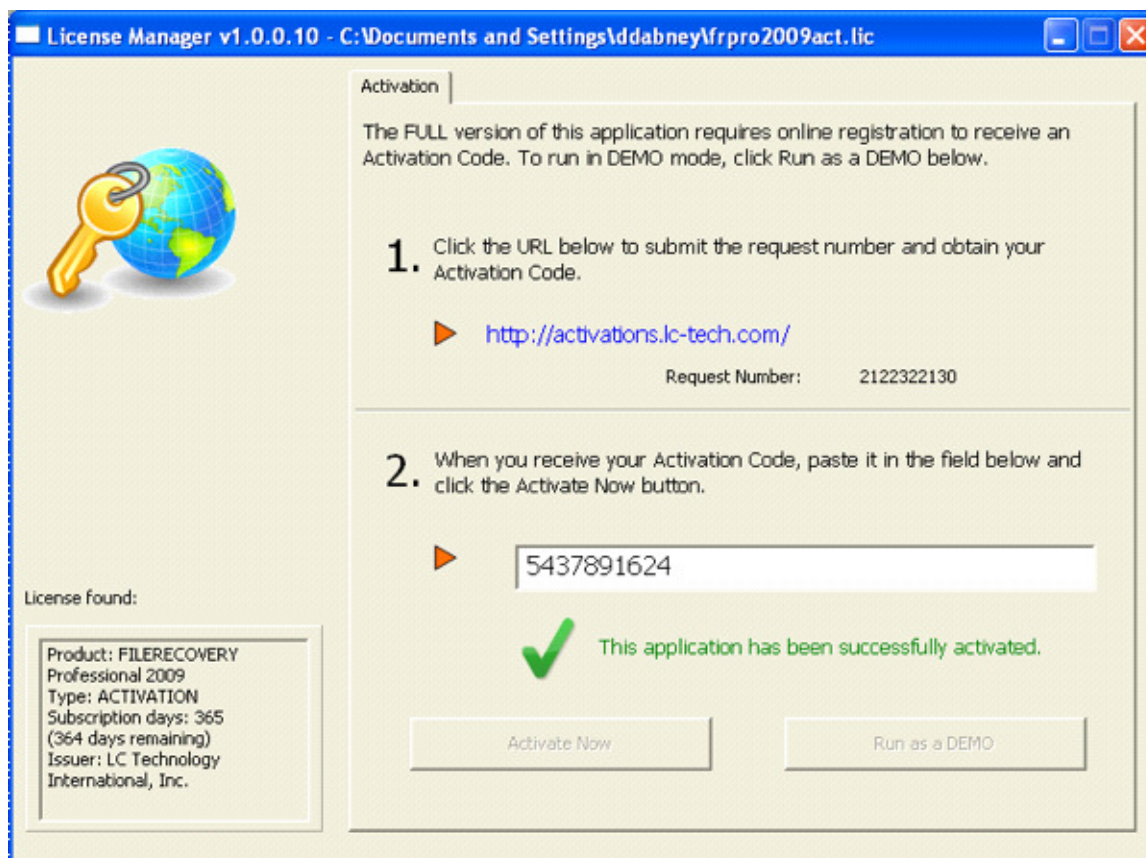 License Manager v1.0.0.10 - C:\Documents and Settings\ddabney\frpro2009act.lic
Activation
The FULL version of this application requires online registration to receive an
Activation Code. To run in DEMO mode, click Run as a DEMO below.
1. Click the URL below to submit the request number and obtain your
Activation Code.
http://activations.lc-tech.com/
Request Number: 2122322130
2. When you receive your Activation Code, paste it in the field below and
click the Activate Now button.
5437891624
This application has been successfully activated.
Activate Now
Run as a DEMO
License found:
Product: FILERECOVERY
Professional 2009
Type: ACTIVATION
Subscription days: 365
(364 days remaining)
Issuer: LC Technology
International, Inc.